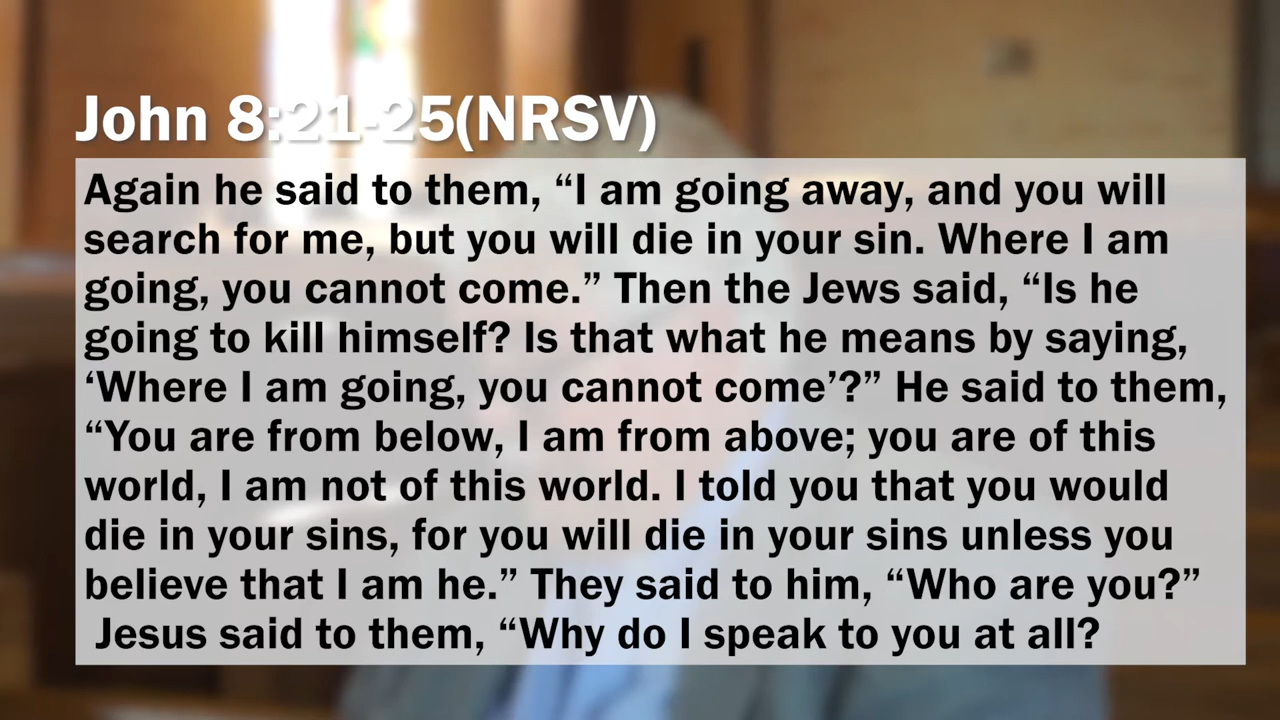 John 8:21-25(NRSV)
Again he said to them, “I am going away, and you will
search for me, but you will die in your sin. Where I am
going, you cannot come.” Then the Jews said, “Is he
going to kill himself? Is that what he means by saying,
‘Where I am going, you cannot come’?” He said to them,
“You are from below, I am from above; you are of this
world, I am not of this world. I told you that you would
die in your sins, for you will die in your sins unless you
believe that I am he.” They said to him, “Who are you?”
Jesus said to them, “Why do I speak to you at all?